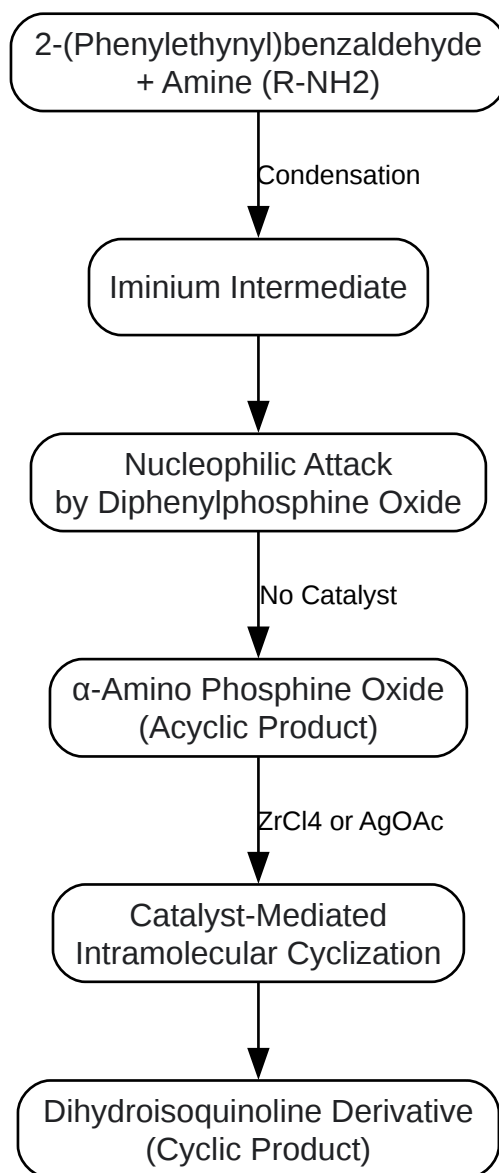 2-(Phenylethynyl)benzaldehyde
+ Amine (R-NH2)
Condensation
Iminium Intermediate
Nucleophilic Attack
by Diphenylphosphine Oxide
No Catalyst
α-Amino Phosphine Oxide
(Acyclic Product)
ZrCl4 or AgOAc
Catalyst-Mediated
Intramolecular Cyclization
Dihydroisoquinoline Derivative
(Cyclic Product)